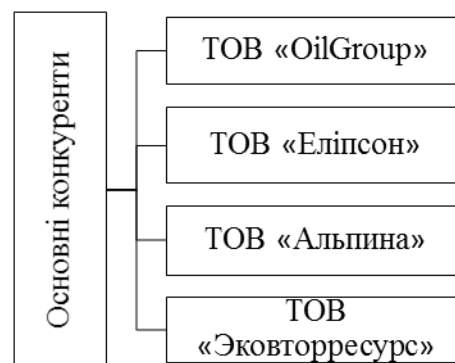 Основні конкуренти
ТОВ «OilGroup»
ТОВ «Еліпсон»
ТОВ «Альпина»
ТОВ
«Эковторресурс»